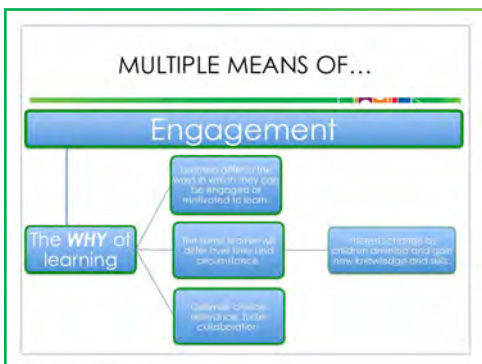 MULTIPLE MEANS OF...
Engagement
The WHY of
learning
Learners differ in the
ways in which they can
be engaged or
motivated to learn
The same learner will
differ over time and
circumstance
Interests change as
children develop and gain
new knowledge and skills
choice,
relevance, foster
collaboration